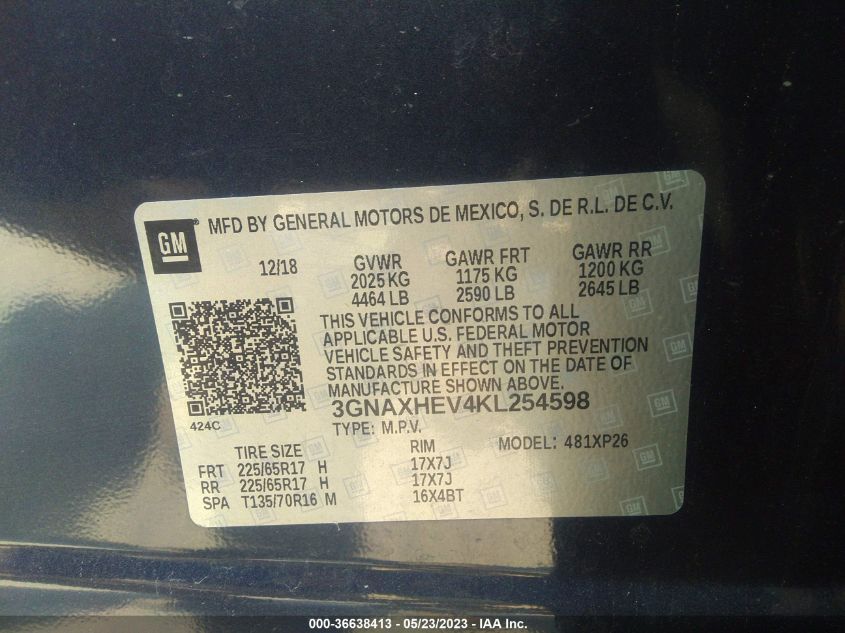 GM
MFD BY GENERAL MOTORS DE MEXICO, S. DE R.L. DE C.V.
12/18 GVWR GAWR FRT GAWR RR
2025 KG 1175 KG 1200 KG
4464 LB 2590 LB 2645 LB
THIS VEHICLE CONFORMS TO ALL
APPLICABLE U.S. FEDERAL MOTOR
VEHICLE SAFETY AND THEFT PREVENTION
STANDARDS IN EFFECT ON THE DATE OF
MANUFACTURE SHOWN ABOVE.
424C
3GNAXHEV4KL254598
TYPE: M.P.V. MODEL: 481XP26
TIRE SIZE RIM
FRT 225/65R17 H 17X7J
RR 225/65R17 H 17X7J
SPA T135/70R16 M 16X4BT
000-36638413 - 05/23/2023 - IAA Inc.